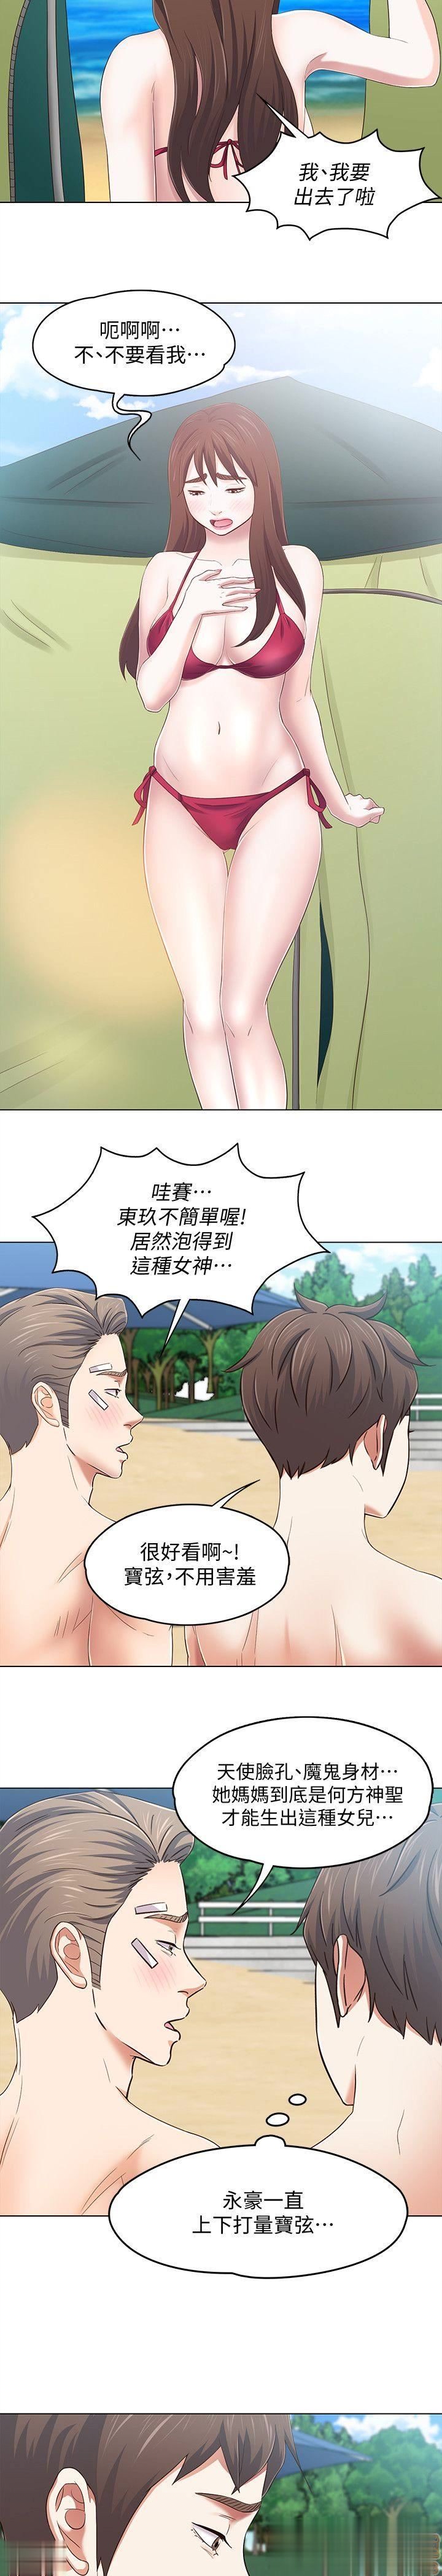 我、我要
出去了啦
呃啊啊⋯
不、不要看我⋯
哇賽⋯
東玖不簡單喔!
居然泡得到
這種女神⋯
很好看啊~!
寶弦,不用害羞
天使臉孔、魔鬼身材⋯
她媽媽到底是何方神聖
才能生出這種女兒⋯
永豪一直
上下打量寶弦⋯